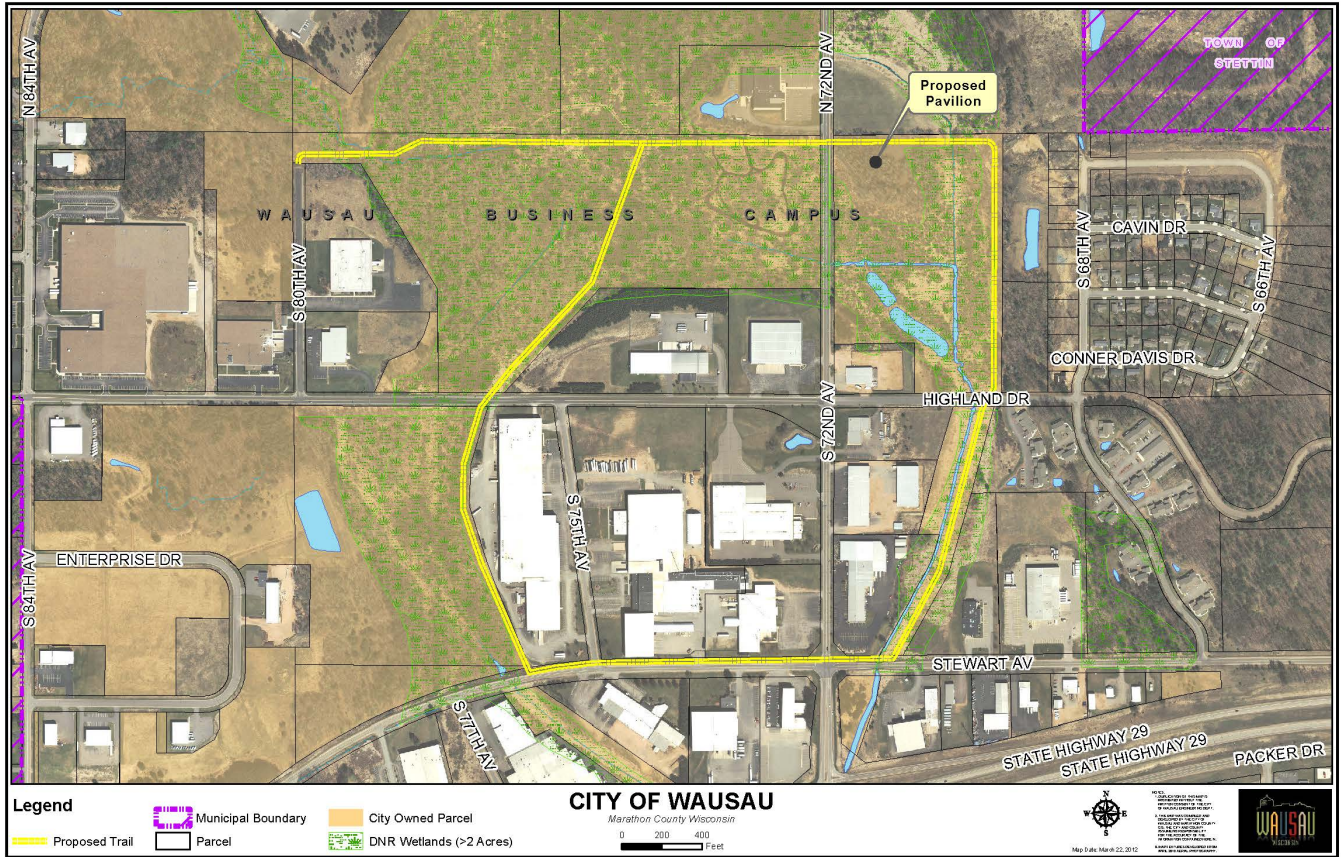 N 84TH AV
N 72ND AV
TOWN OF
STETTIN
Proposed
Pavilion
WAUSAU BUSINESS CAMPUS
S 80TH AV
S 68TH AV
CAVIN DR
S 66TH AV
CONNER DAVIS DR
HIGHLAND DR
S 72ND AV
S 75TH AV
S 84TH AV
ENTERPRISE DR
STEWART AV
S 77TH AV
STATE HIGHWAY 29
STATE HIGHWAY 29
PACKER DR
Legend
Proposed Trail
Municipal Boundary
Parcel
City Owned Parcel
DNR Wetlands (>2 Acres)
CITY OF WAUSAU
Marathon County Wisconsin
0 200 400
Feet
N
W E
S
Map Date: March 22, 2012
NOTES:
WAUSAU
WISCONSIN